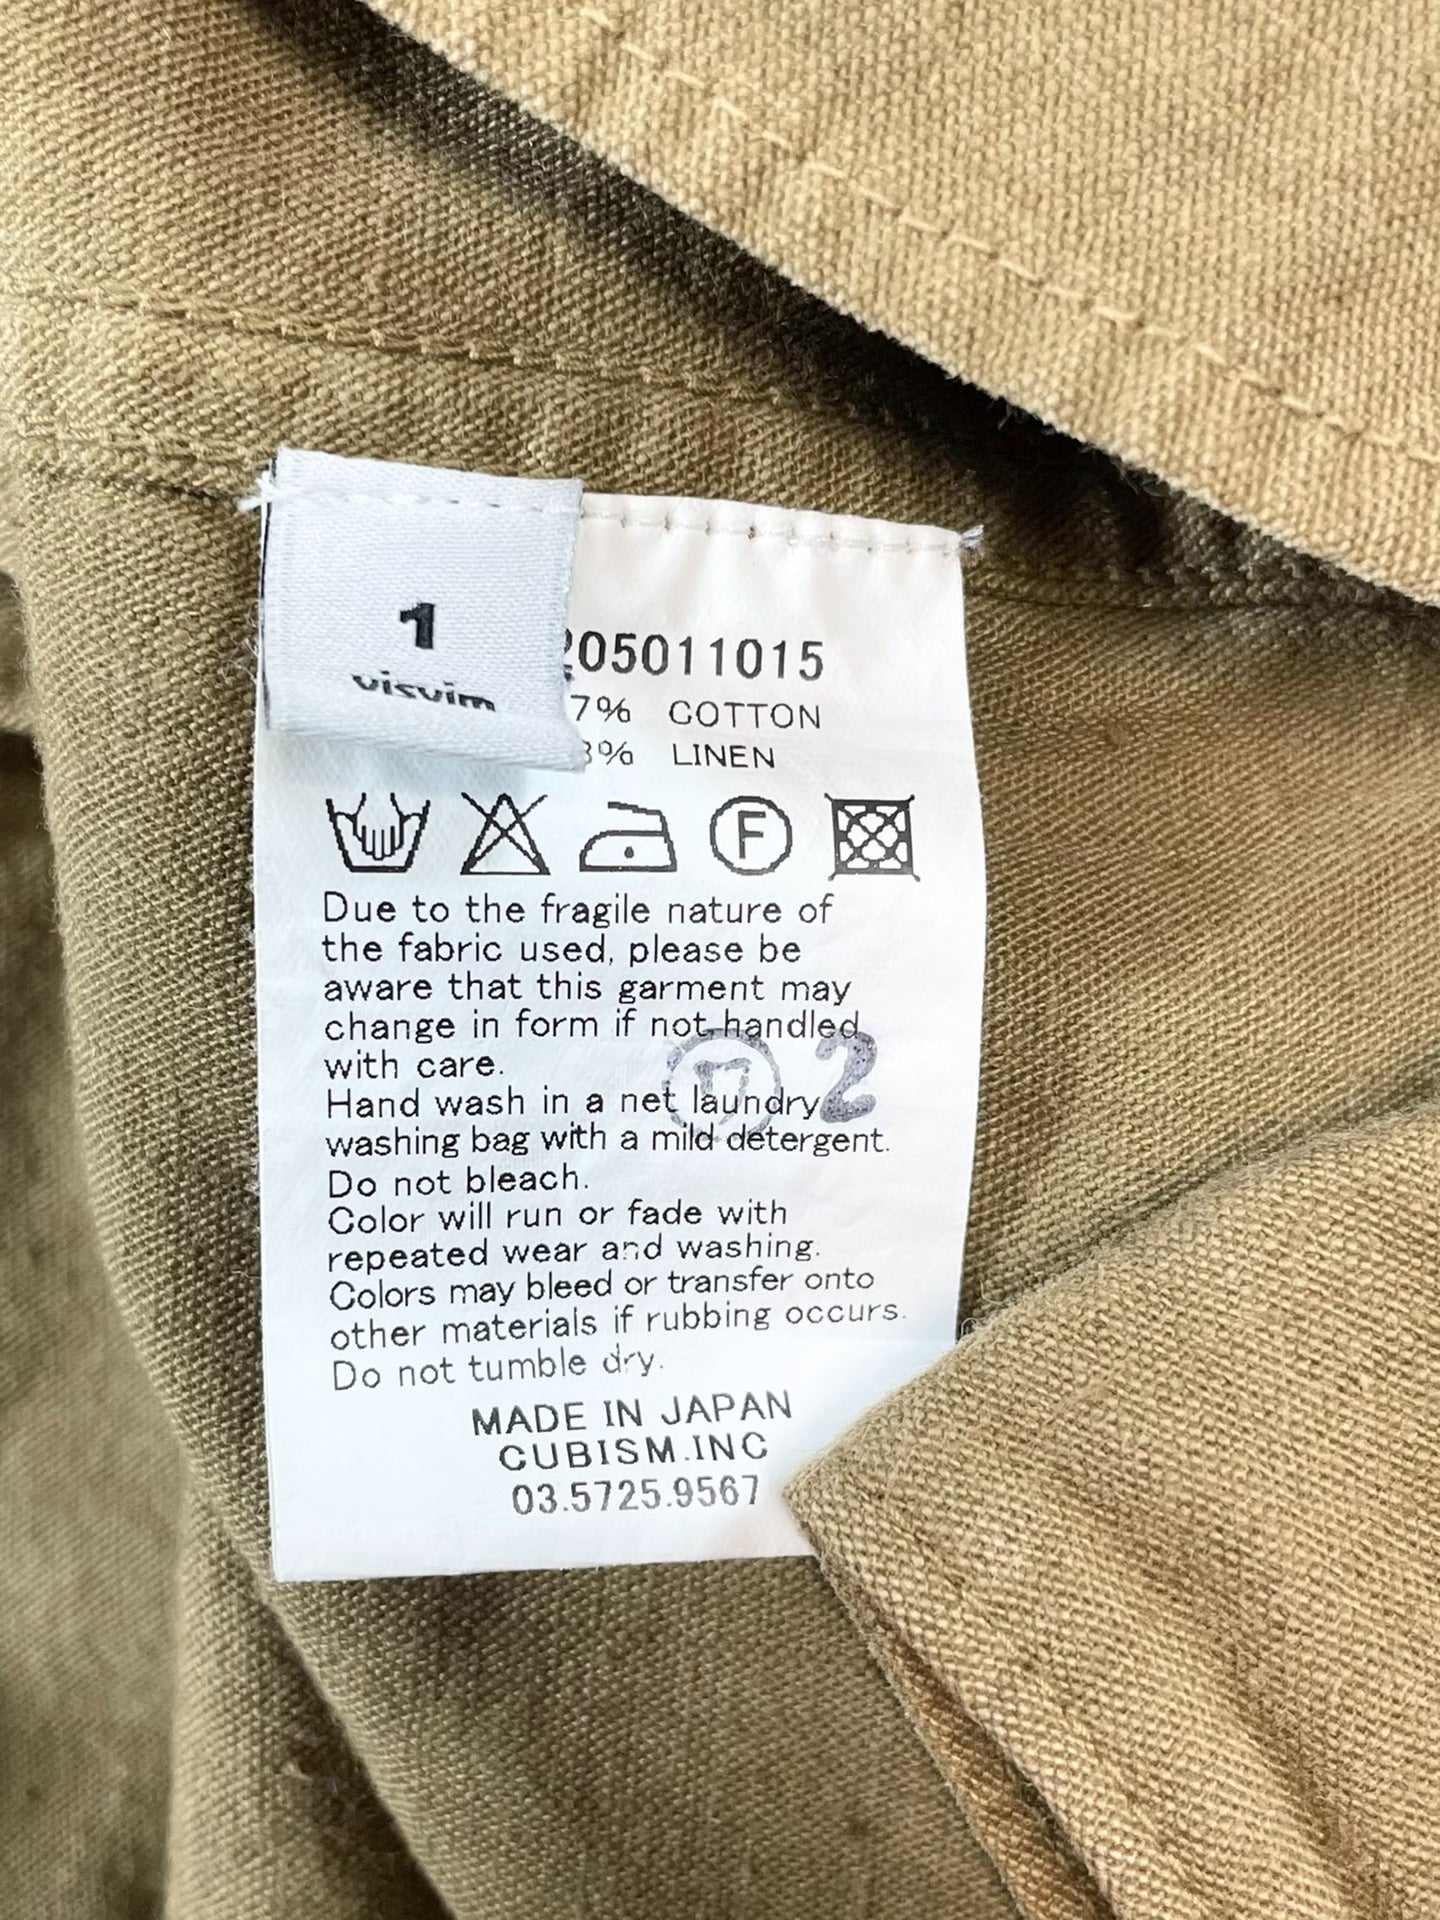 1
visvim
205011015
7% COTTON
3% LINEN
F
Due to the fragile nature of
the fabric used, please be
aware that this garment may
change in form if not handled
with care.
Hand wash in a net laundry
washing bag with a mild detergent.
Do not bleach.
Color will run or fade with
repeated wear and washing.
Colors may bleed or transfer onto
other materials if rubbing occurs.
Do not tumble dry.
2
MADE IN JAPAN
CUBISM.INC
03.5725.9567